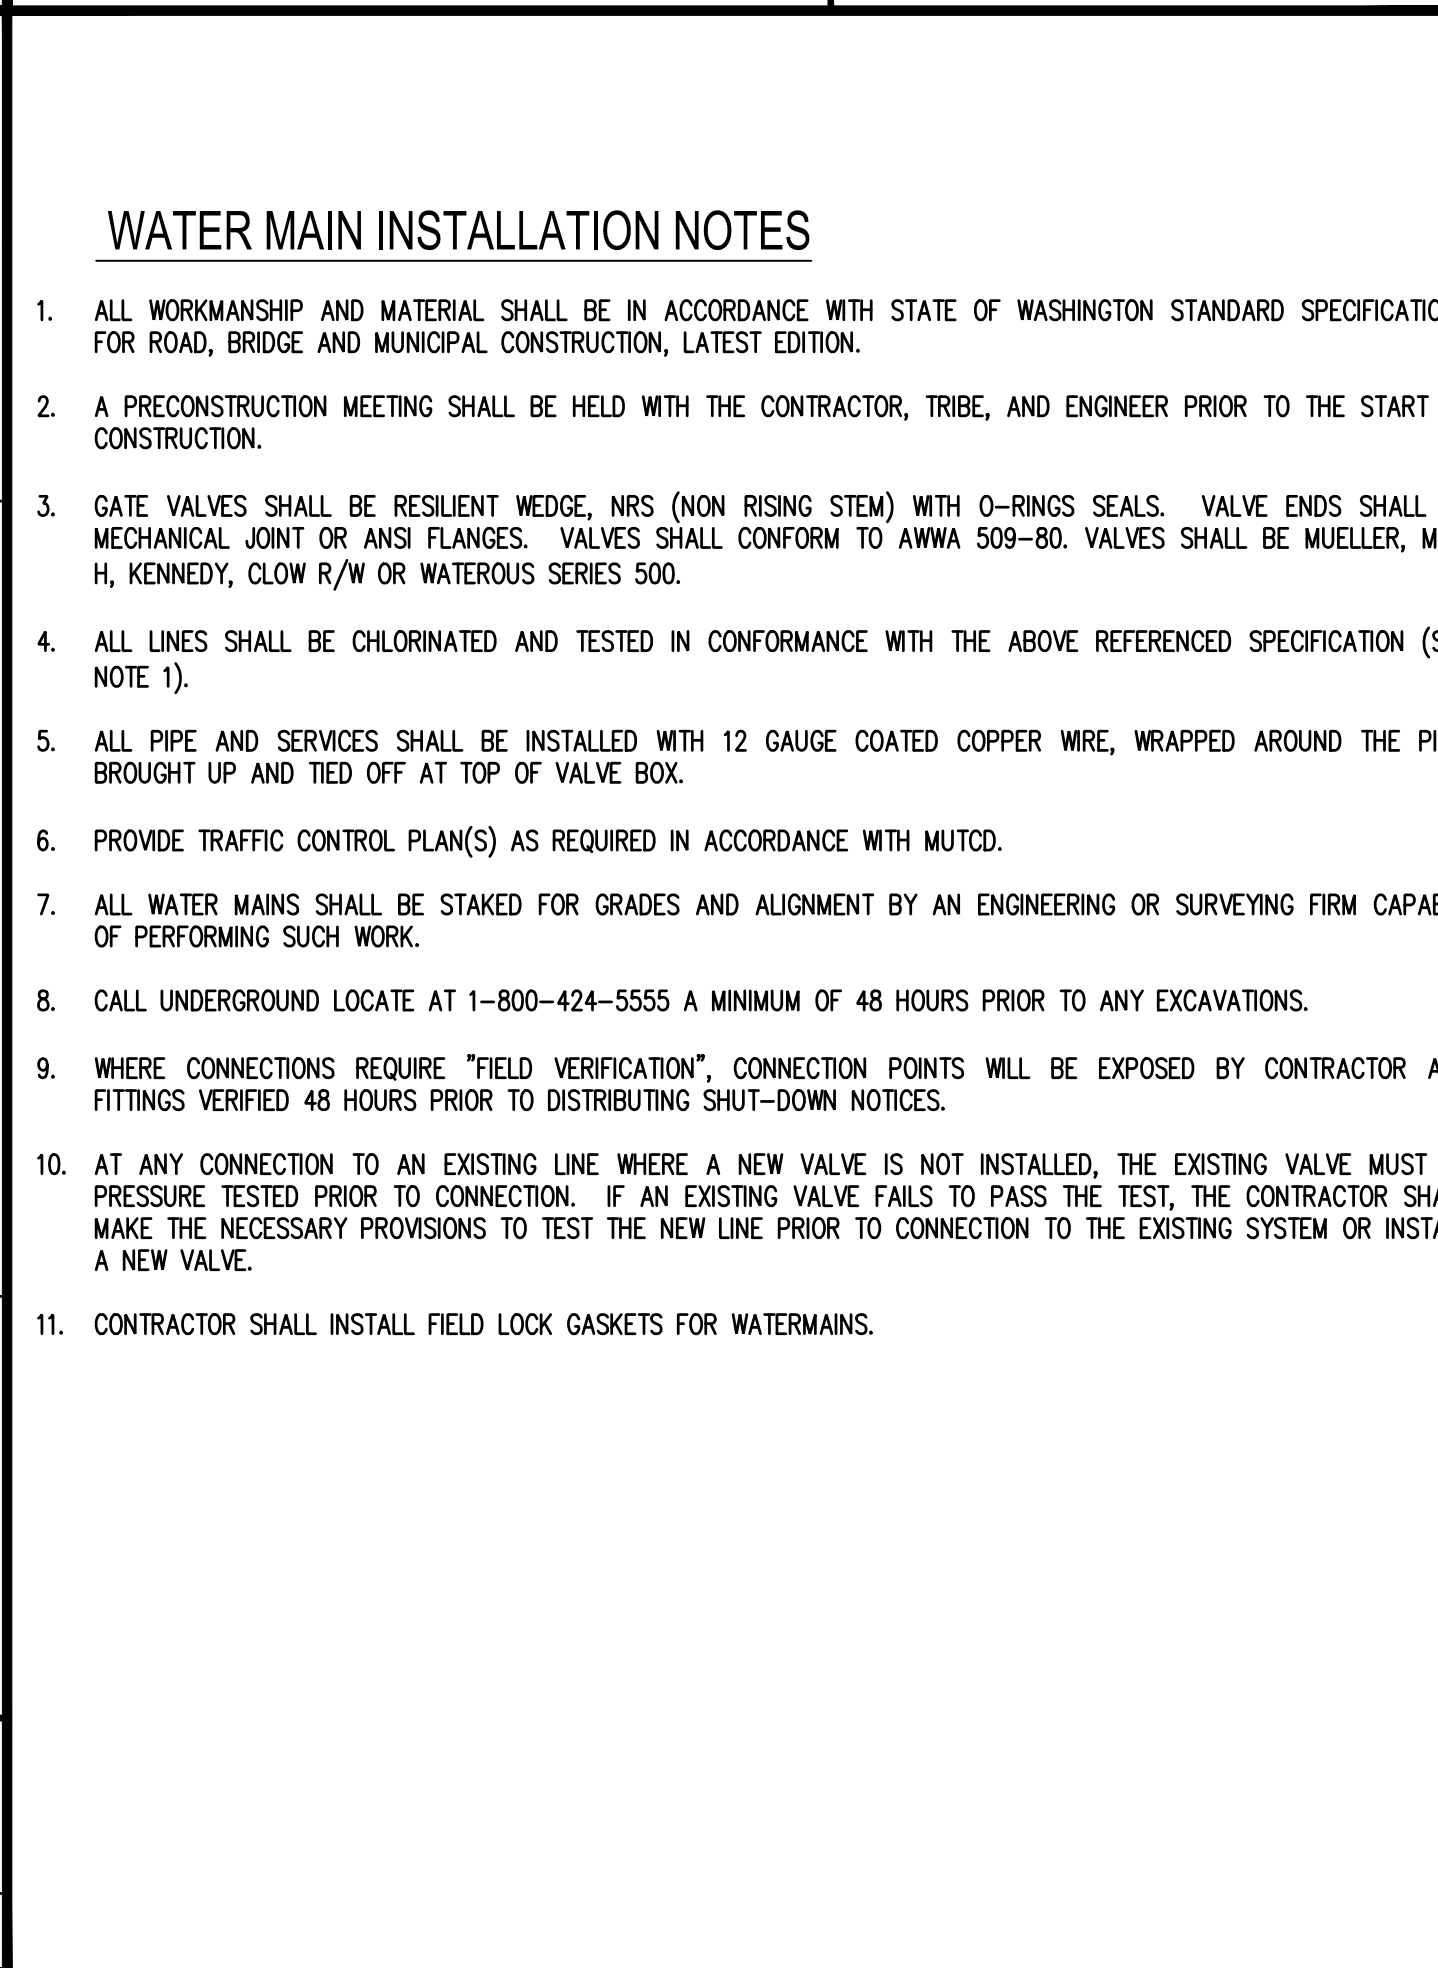 WATER MAIN INSTALLATION NOTES
1. ALL WORKMANSHIP AND MATERIAL SHALL BE IN ACCORDANCE WITH STATE OF WASHINGTON STANDARD
FOR ROAD, BRIDGE AND MUNICIPAL CONSTRUCTION, LATEST EDITION.
2. A PRECONSTRUCTION MEETING SHALL BE HELD WITH THE CONTRACTOR, TRIBE, AND ENGINEER PRIOR TO THE START
CONSTRUCTION.
3. GATE VALVES SHALL BE RESILIENT WEDGE, NRS (NON RISING STEM) WITH O-RINGS SEALS. VALVE ENDS SHALL
MECHANICAL JOINT OR ANSI FLANGES. VALVES SHALL CONFORM TO AWWA 509-80. VALVES SHALL BE MUELLER,
H, KENNEDY, CLOW R/W OR WATEROUS SERIES 500.
4. ALL LINES SHALL BE CHLORINATED AND TESTED IN CONFORMANCE WITH THE ABOVE REFERENCED SPECIFICATION
NOTE 1).
5. ALL PIPE AND SERVICES SHALL BE INSTALLED WITH 12 GAUGE COATED COPPER WIRE, WRAPPED AROUND THE
BROUGHT UP AND TIED OFF AT TOP OF VALVE BOX.
6. PROVIDE TRAFFIC CONTROL PLAN(S) AS REQUIRED IN ACCORDANCE WITH MUTCD.
7. ALL WATER MAINS SHALL BE STAKED FOR GRADES AND ALIGNMENT BY AN ENGINEERING OR SURVEYING FIRM
OF PERFORMING SUCH WORK.
8. CALL UNDERGROUND LOCATE AT 1-800-424-5555 A MINIMUM OF 48 HOURS PRIOR TO ANY EXCAVATIONS.
9. WHERE CONNECTIONS REQUIRE "FIELD VERIFICATION", CONNECTION POINTS WILL BE EXPOSED BY CONTRACTOR
FITTINGS VERIFIED 48 HOURS PRIOR TO DISTRIBUTING SHUT-DOWN NOTICES.
10. AT ANY CONNECTION TO AN EXISTING LINE WHERE A NEW VALVE IS NOT INSTALLED, THE EXISTING VALVE MUST
PRESSURE TESTED PRIOR TO CONNECTION. IF AN EXISTING VALVE FAILS TO PASS THE TEST, THE CONTRACTOR
MAKE THE NECESSARY PROVISIONS TO TEST THE NEW LINE PRIOR TO CONNECTION TO THE EXISTING SYSTEM OR
A NEW VALVE.
11. CONTRACTOR SHALL INSTALL FIELD LOCK GASKETS FOR WATERMAINS.